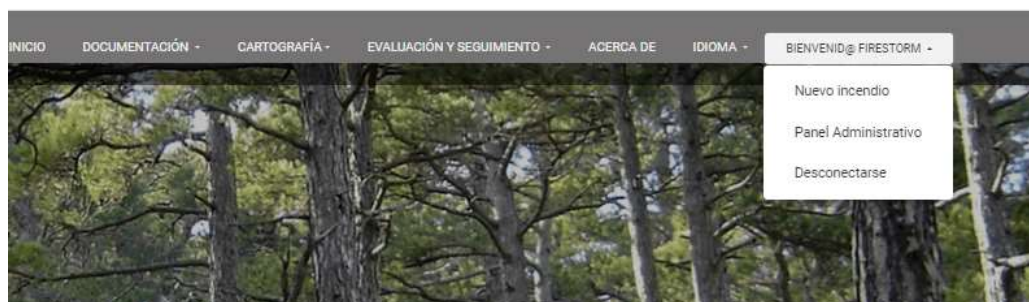 INICIO DOCUMENTACIÓN - CARTOGRAFÍA - EVALUACIÓN Y SEGUIMIENTO - ACERCA DE IDIOMA - BIENVENID@ FIRESTORM -
Nuevo incendio
Panel Administrativo
Desconectarse